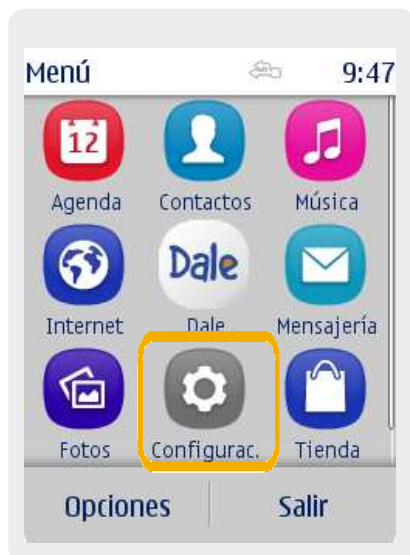 Menú 9:47
12
Agenda Contactos Música
Dale
Internet Dale Mensajería
Fotos Configurac. Tienda
Opciones Salir